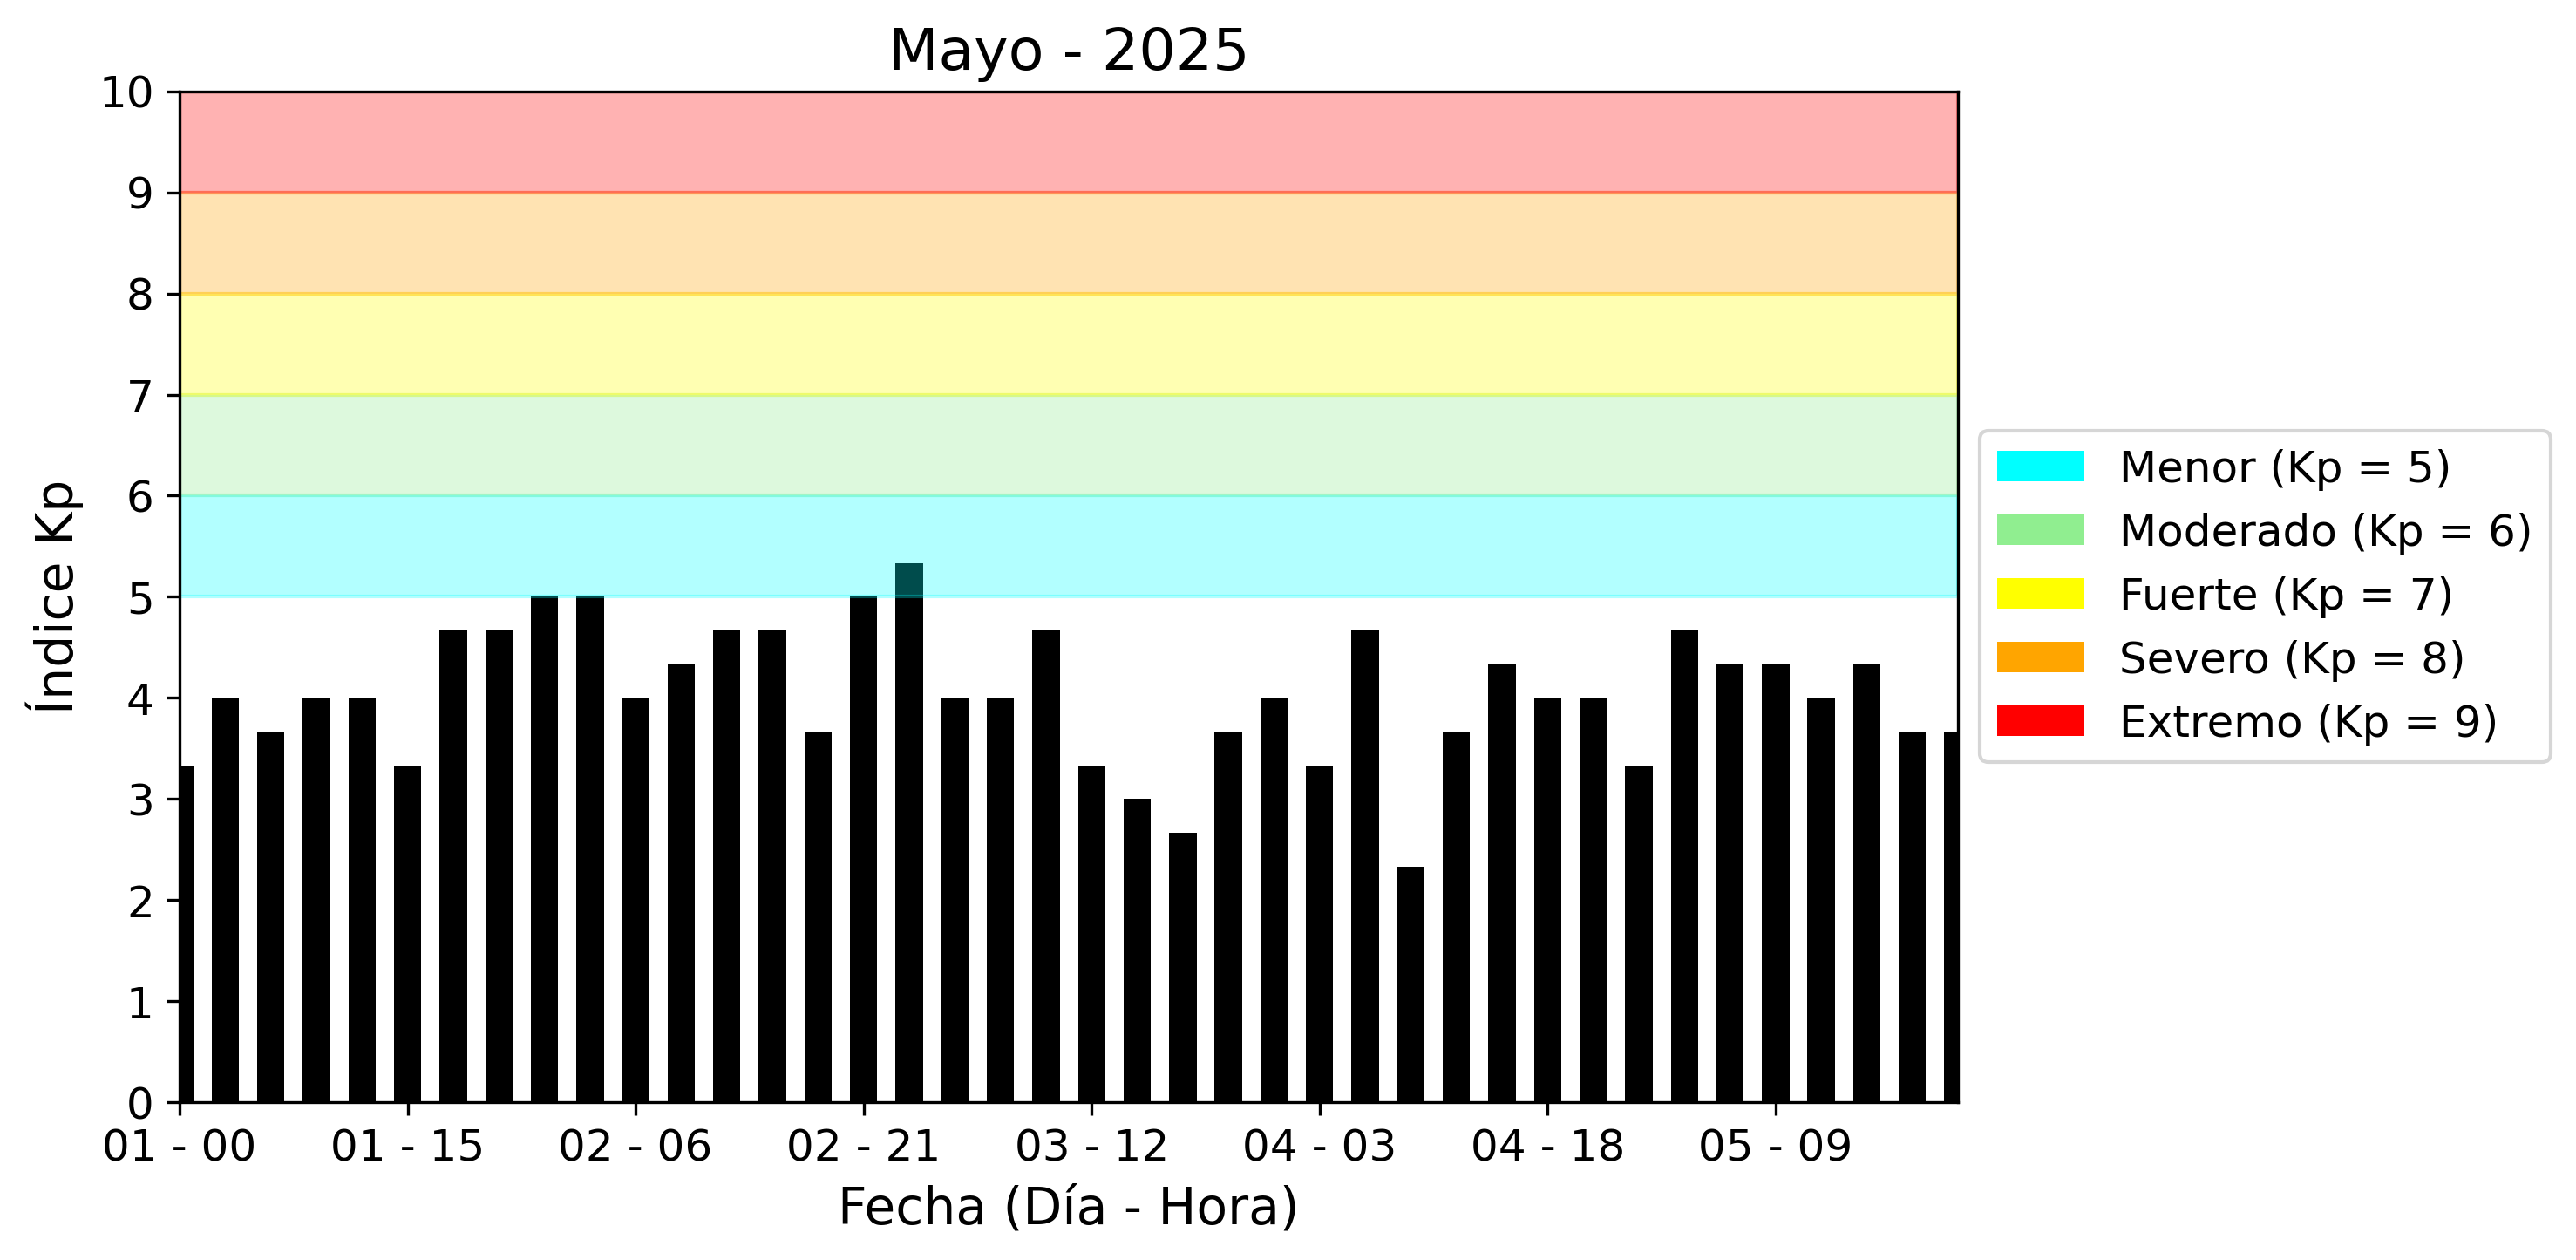 Mayo - 2025
10
9
8
7
6
5
4
3
2
1
0
Índice Kp
01 - 00
01 - 15
02 - 06
02 - 21
03 - 12
04 - 03
04 - 18
05 - 09
Fecha (Día - Hora)
Menor (Kp = 5)
Moderado (Kp = 6)
Fuerte (Kp = 7)
Severo (Kp = 8)
Extremo (Kp = 9)